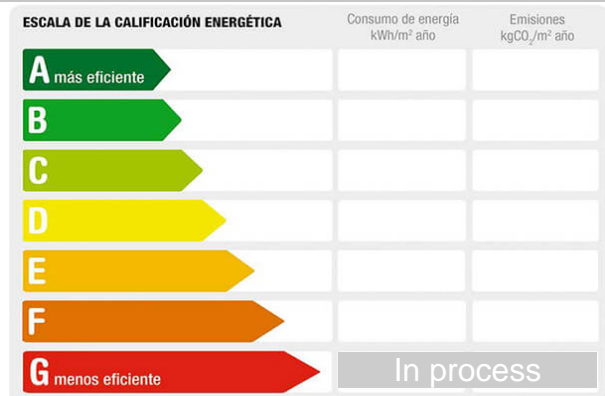 ESCALA DE LA CALIFICACIÓN ENERGÉTICA
Consumo de energía
kWh/m² año
Emisiones
kgCO₂/m² año
A más eficiente
B
C
D
E
F
G menos eficiente
In process